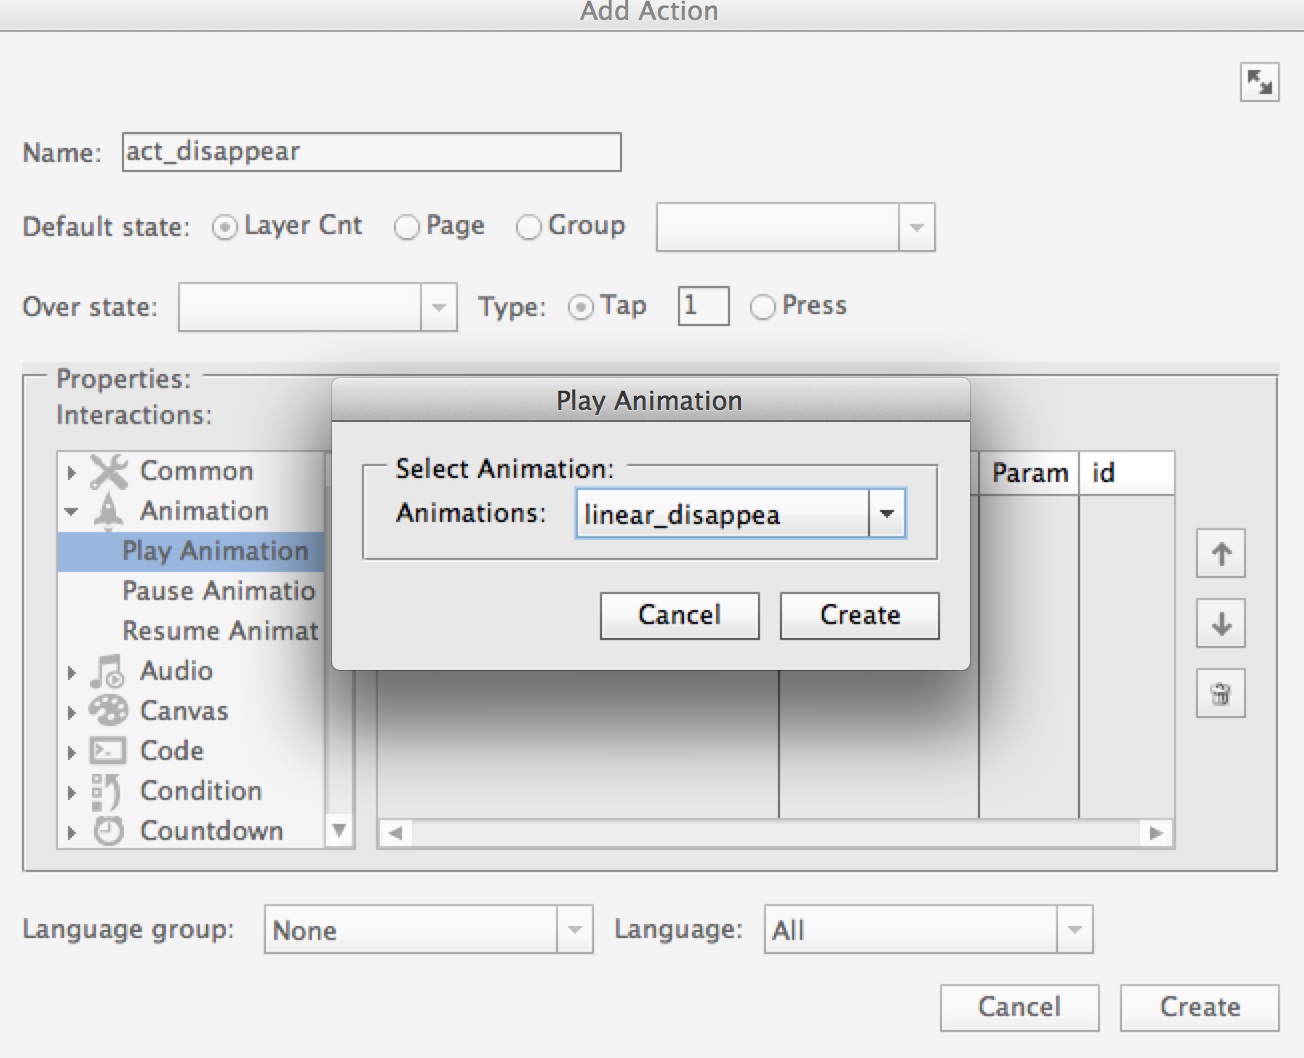 Add Action
Name: act_disappear
Default state: Layer Cnt Page Group
Over state: Type: Tap 1 Press
Properties:
Interactions:
Common
Animation
Play Animation
Pause Animatio
Resume Animat
Audio
Canvas
Code
Condition
Countdown
Play Animation
Select Animation:
Animations: linear_disappea
Cancel Create
Param id
Language group: None Language: All
Cancel Create